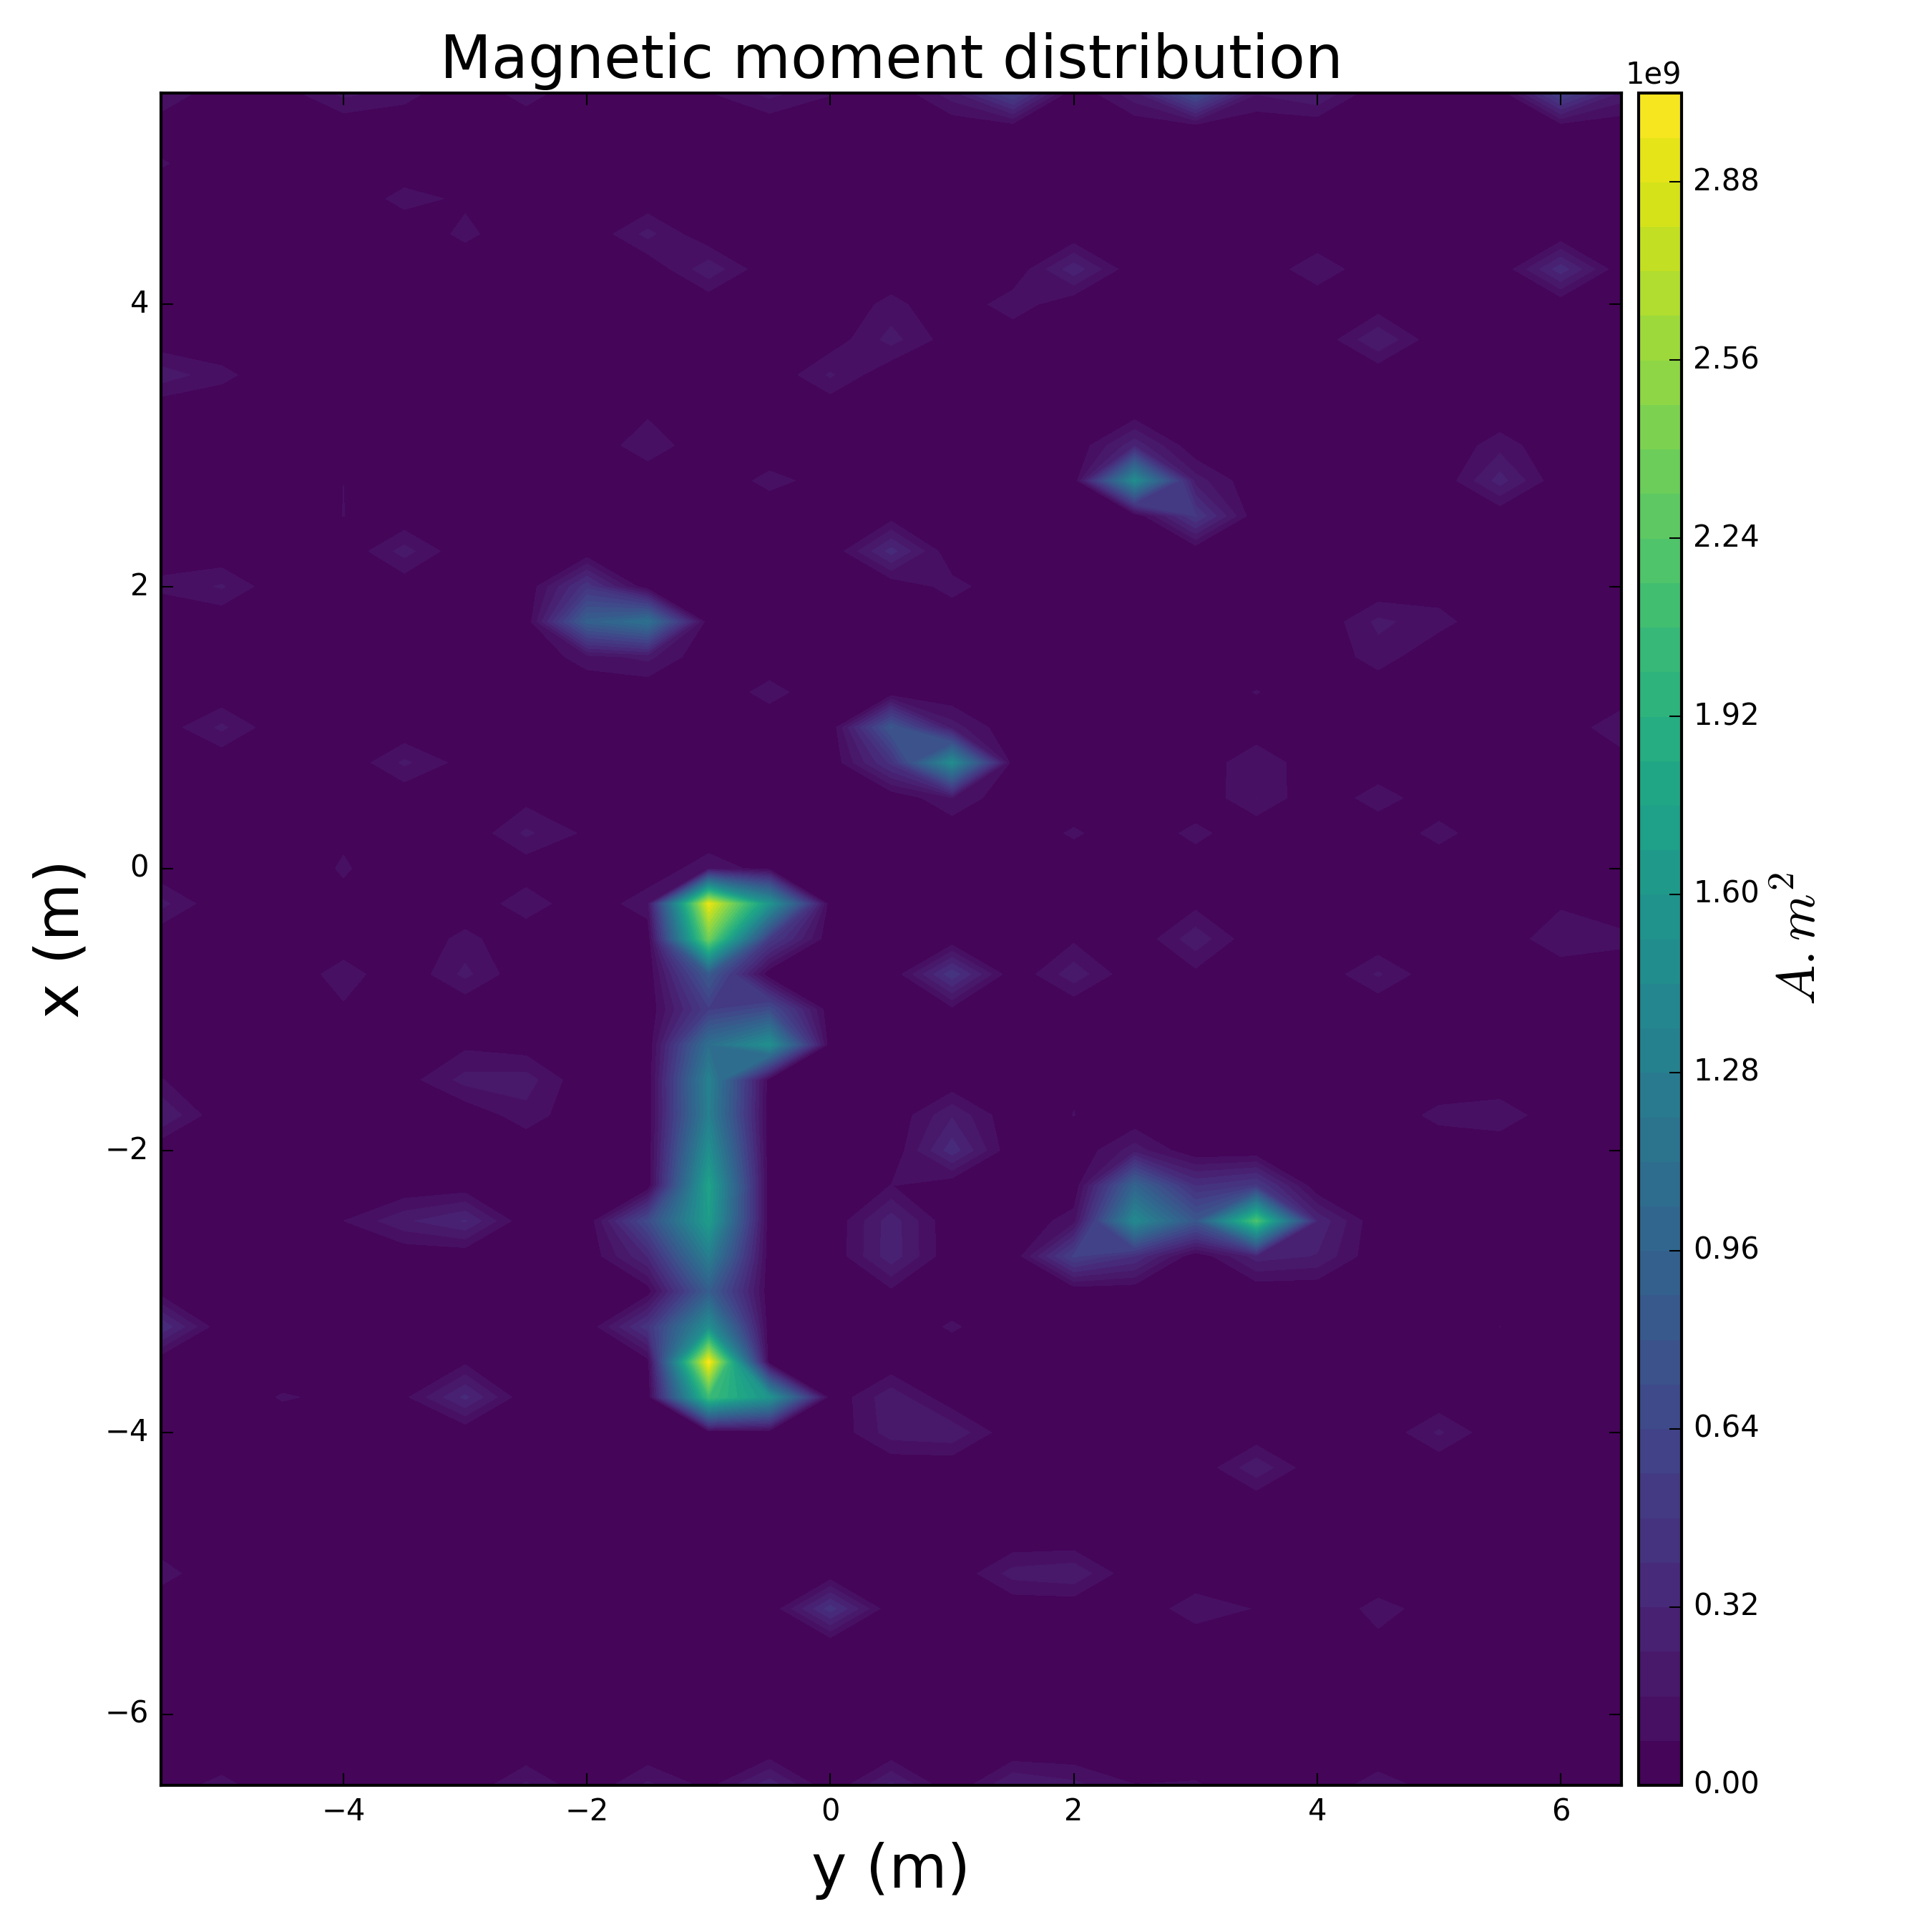 Magnetic moment distribution
1e9
2.88
2.56
2.24
1.92
1.60
1.28
0.96
0.64
0.32
0.00
A.m²
x (m)
4
2
0
−2
−4
−6
−4 −2 0 2 4 6
y (m)